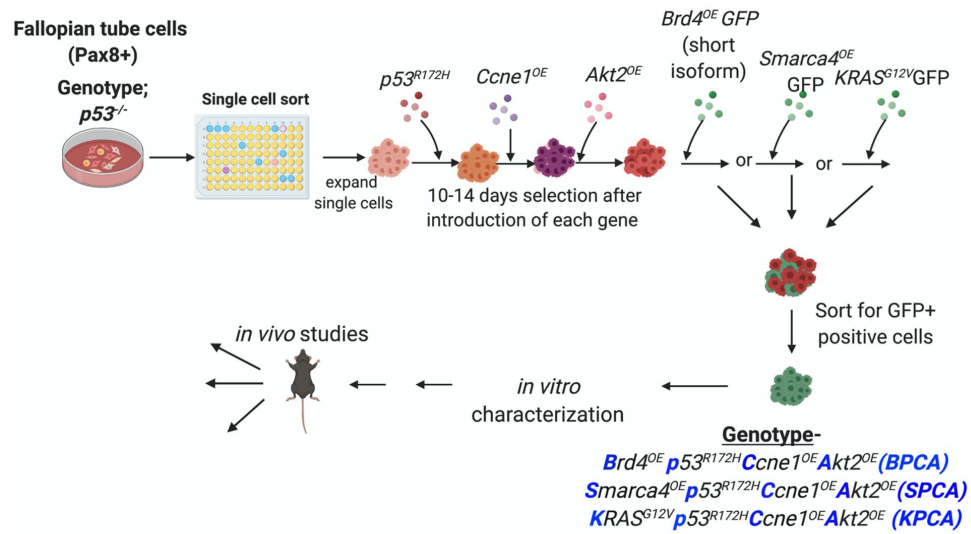 Fallopian tube cells
(Pax8+)
Genotype;
p53-/-
Single cell sort
expand
single cells
p53R172H
Ccne1OE
Akt2OE
10-14 days selection after
introduction of each gene
Brd4OE GFP
(short
isoform)
Smarca4OE
GFP
KRASG12VGFP
or
or
Sort for GFP+
positive cells
in vivo studies
in vitro
characterization
Genotype-
Brd4OEp53R172HCcne1OEAkt2OE(BPCA)
Smarca4OEp53R172HCcne1OEAkt2OE(SPCA)
KRASG12Vp53R172HCcne1OEAkt2OE (KPCA)